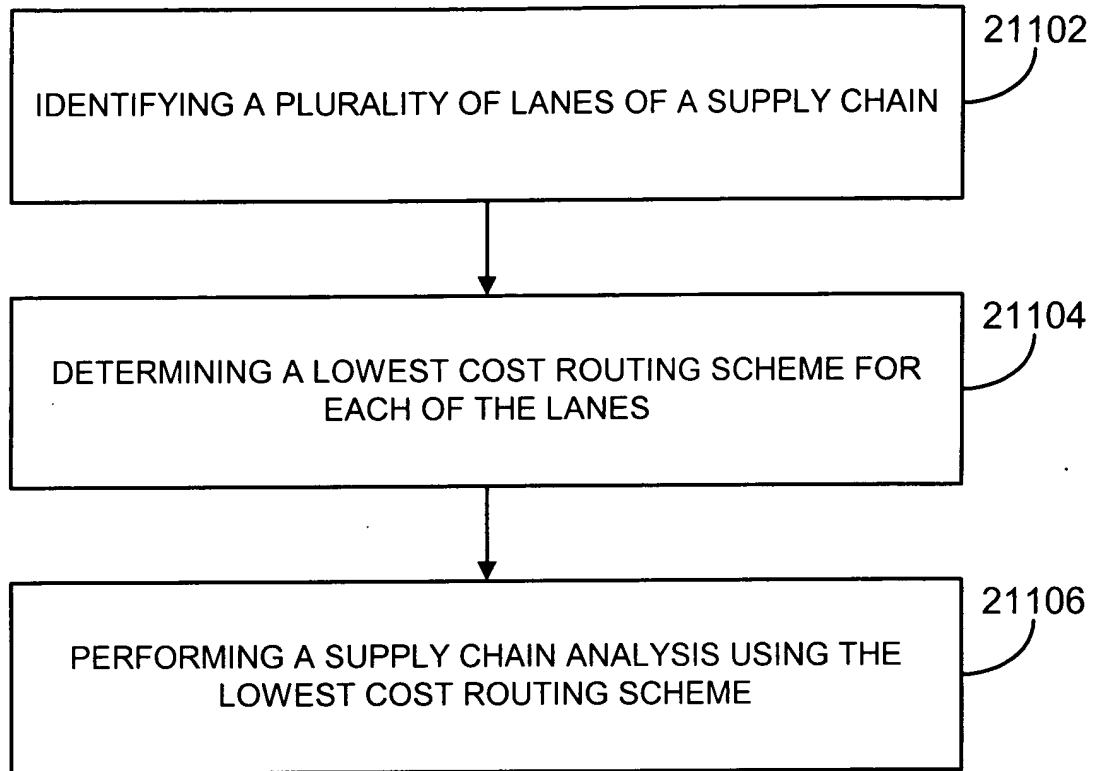 21102
IDENTIFYING A PLURALITY OF LANES OF A SUPPLY CHAIN
21104
DETERMINING A LOWEST COST ROUTING SCHEME FOR
EACH OF THE LANES
21106
PERFORMING A SUPPLY CHAIN ANALYSIS USING THE
LOWEST COST ROUTING SCHEME